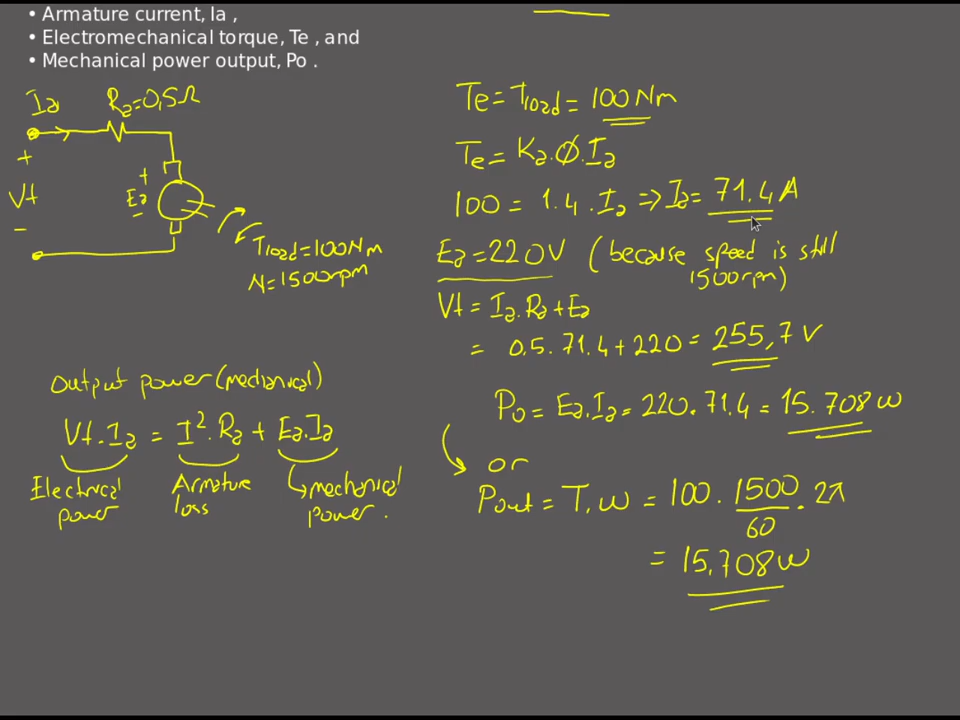 • Armature current, Ia ,
• Electromechanical torque, Te , and
• Mechanical power output, Po .
Ia
Ra=0,5Ω
+
Vt
-
+
Ea
-
Tload=100Nm
N=1500rpm
Output power (mechanical)
Vt.Ia = I².Ra + Ea.Ia
Electrical power
Armature loss
mechanical power.
Te = Tload = 100 Nm
Te = Ka.Ø.Ia
100 = 1.4 . Ia => Ia = 71.4 A
Ea = 220V (because speed is still
1500rpm)
Vt = Ia.Ra + Ea
= 0.5 . 71.4 + 220 = 255,7 V
Po = Ea.Ia = 220 . 71.4 = 15.708 W
or
Pout = T.w = 100 . 1500/60 . 2π
= 15,708 W